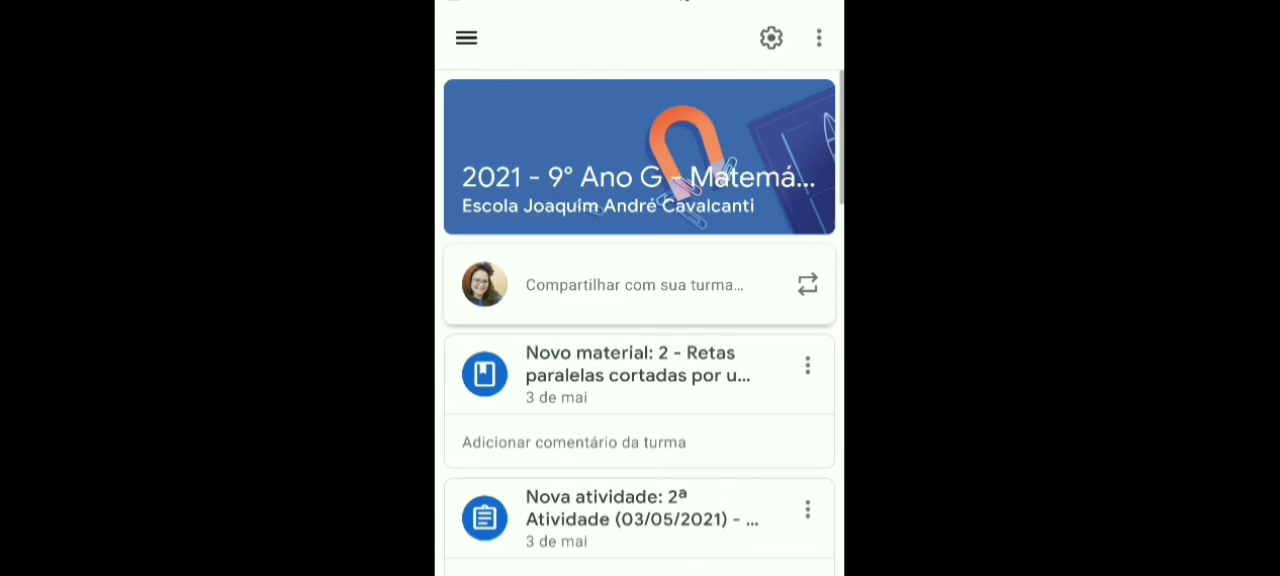 2021 - 9° Ano G - Matemá...
Escola Joaquim André Cavalcanti
Compartilhar com sua turma...
Novo material: 2 - Retas
paralelas cortadas por u...
3 de mai
Adicionar comentário da turma
Nova atividade: 2ª
Atividade (03/05/2021) - ...
3 de mai